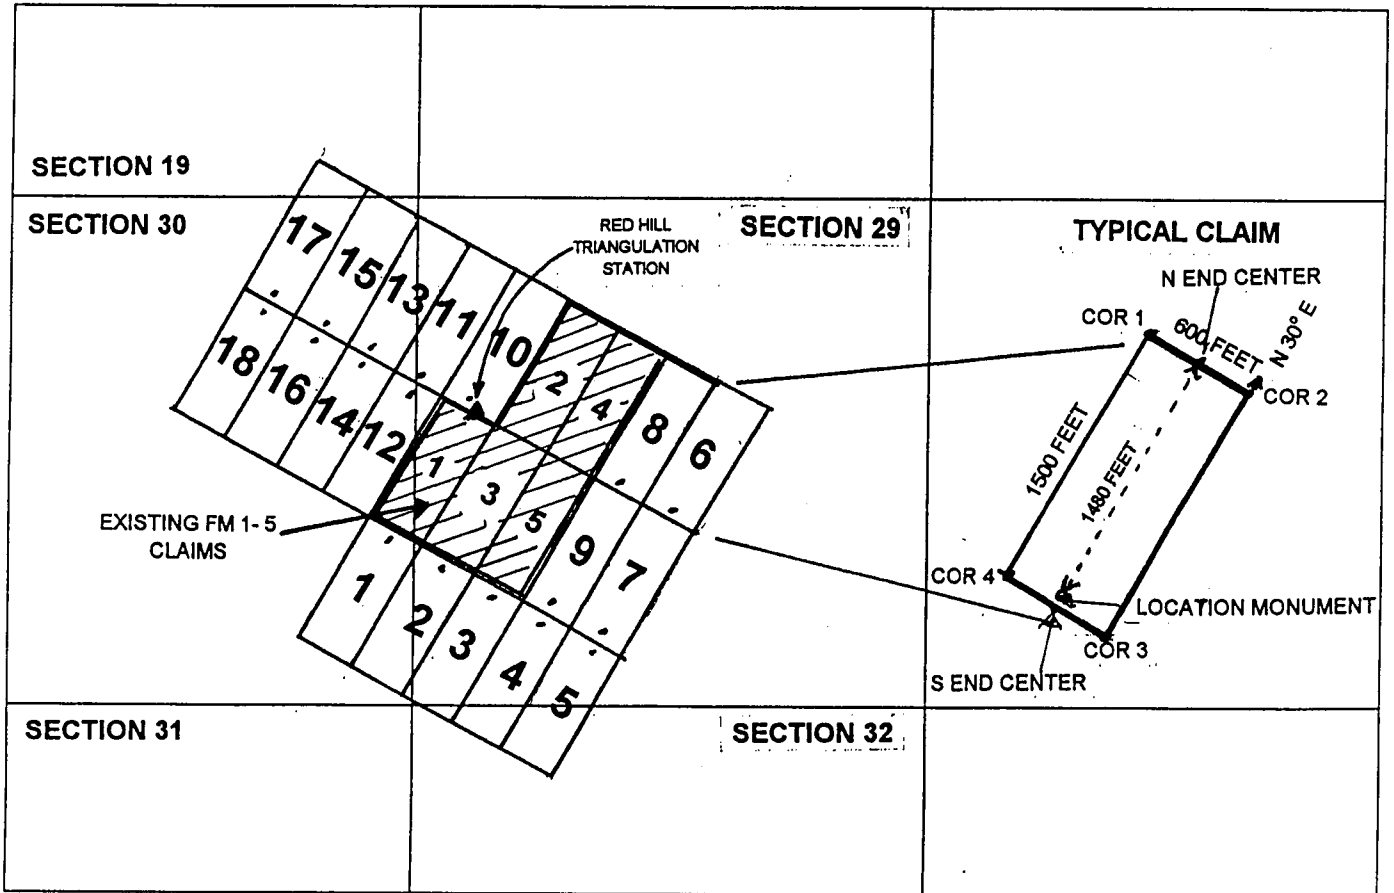 SECTION 19
SECTION 30
RED HILL
TRIANGULATION
STATION
SECTION 29
TYPICAL CLAIM
N END CENTER
COR 1
600 FEET
N 30° E
COR 2
1500 FEET
1480 FEET
COR 4
LOCATION MONUMENT
COR 3
S END CENTER
17
15
13
11
10
2
4
8
6
18
16
14
12
1
3
5
9
7
EXISTING FM 1- 5
CLAIMS
1
2
3
4
5
SECTION 31
SECTION 32